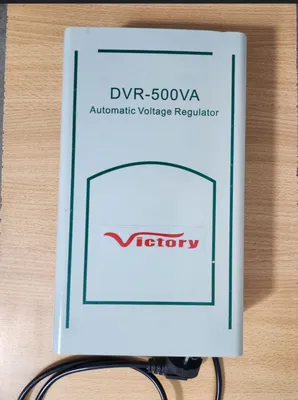 DVR-500VA
Automatic Voltage Regulator
Victory